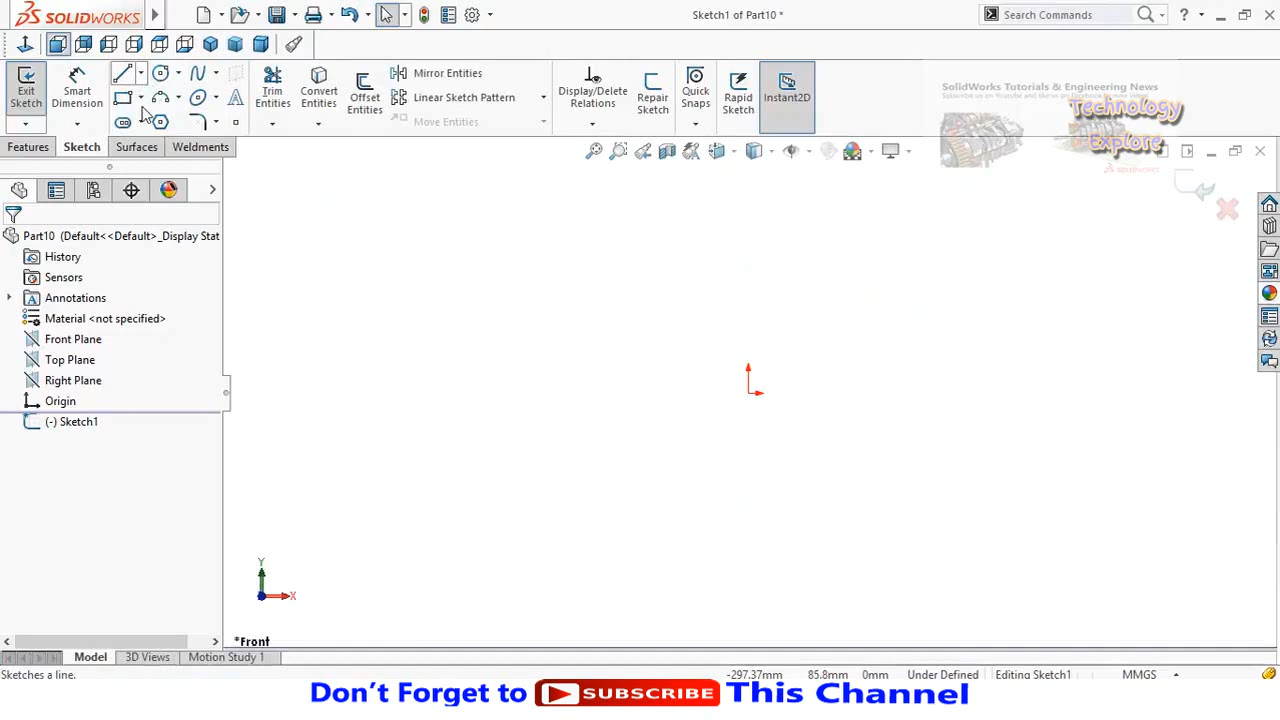 SOLIDWORKS
Sketch1 of Part10 *
Search Commands
?
Exit Sketch
Smart Dimension
Trim Entities
Convert Entities
Offset Entities
Mirror Entities
Linear Sketch Pattern
Move Entities
Display/Delete Relations
Repair Sketch
Quick Snaps
Rapid Sketch
Instant2D
SolidWorks Tutorials & Engineering News
Technology
Explore
SOLIDWORKS
Features
Sketch
Surfaces
Weldments
Part10 (Default<<Default>_Display Stat
History
Sensors
Annotations
Material <not specified>
Front Plane
Top Plane
Right Plane
Origin
(-) Sketch1
Y
X
*Front
Model
3D Views
Motion Study 1
Sketches a line.
-297.37mm
85.8mm
0mm
Under Defined
Editing Sketch1
MMGS
Don't Forget to SUBSCRIBE This Channel